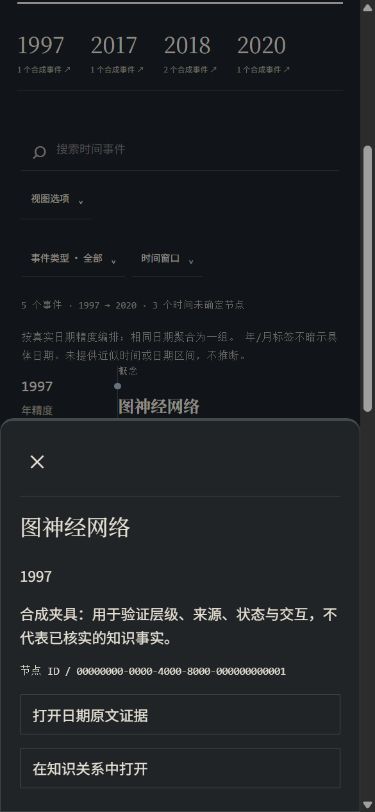 1997 2017 2018 2020
1 个合成事件 ↗ 1 个合成事件 ↗ 2 个合成事件 ↗ 1 个合成事件 ↗
搜索时间事件
视图选项
事件类型 · 全部 时间窗口
5 个事件 · 1997 → 2020 · 3 个时间未确定节点
按真实日期精度编排；相同日期聚合为一组。 年/月标签不暗示具
体日期。未提供近似时间或日期区间，不推断。
概念
1997
年精度
图神经网络
图神经网络
1997
合成夹具：用于验证层级、来源、状态与交互，不
代表已核实的知识事实。
节点 ID / 00000000-0000-4000-8000-000000000001
打开日期原文证据
在知识关系中打开